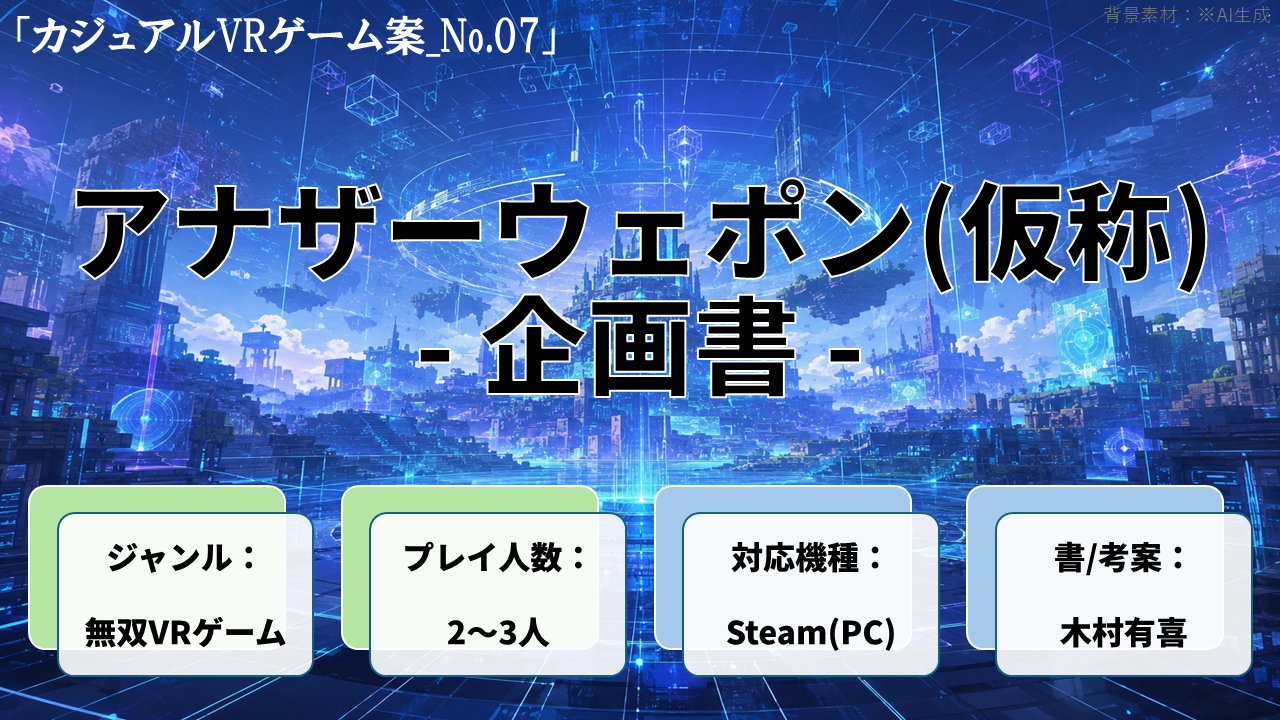 「カジュアルVRゲーム案_No.07」
背景素材：※AI生成
アナザーウェポン(仮称)
- 企画書 -
ジャンル：
無双VRゲーム
プレイ人数：
2～3人
対応機種：
Steam(PC)
書/考案：
木村有喜